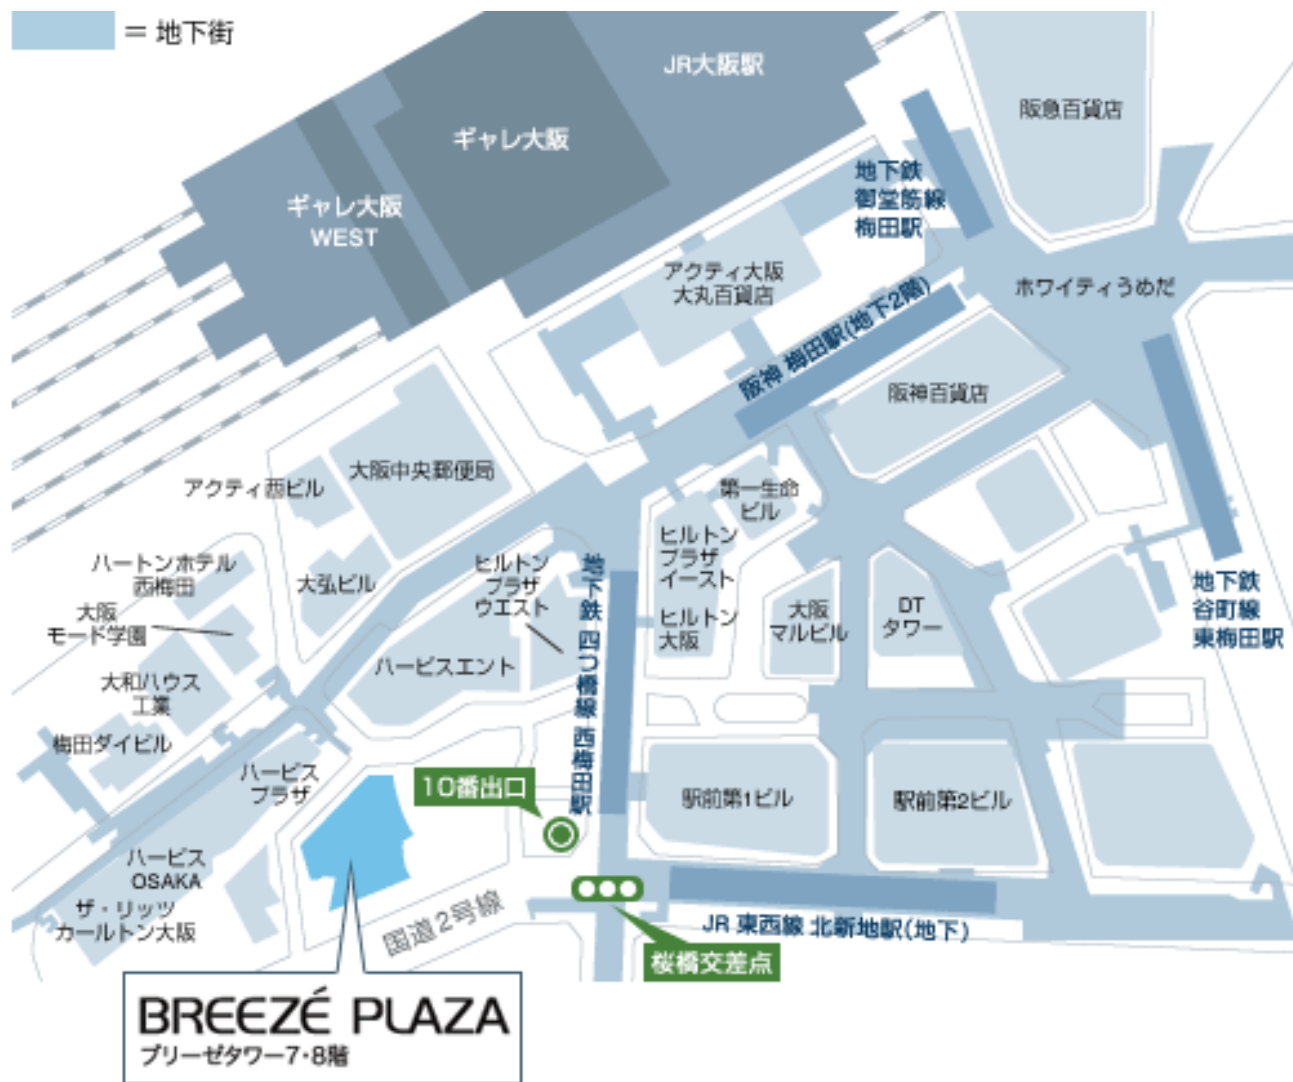 = 地下街
JR大阪駅
ギャレ大阪
ギャレ大阪
WEST
阪急百貨店
地下鉄
御堂筋線
梅田駅
アクティ大阪
大丸百貨店
ホワイティうめだ
阪神 梅田駅(地下2階)
阪神百貨店
大阪中央郵便局
アクティ西ビル
第一生命
ビル
ヒルトン
プラザ
イースト
ヒルトン
大阪
ハートンホテル
西梅田
大弘ビル
ヒルトン
プラザ
ウエスト
地下鉄 四つ橋線 西梅田駅
大阪
モード学園
大阪
マルビル
DT
タワー
地下鉄
谷町線
東梅田駅
ハービスエント
大和ハウス
工業
梅田ダイビル
ハービス
プラザ
10番出口
駅前第1ビル
駅前第2ビル
ハービス
OSAKA
ザ・リッツ
カールトン大阪
国道2号線
JR 東西線 北新地駅(地下)
桜橋交差点
BREEZÉ PLAZA
ブリーゼタワー7・8階